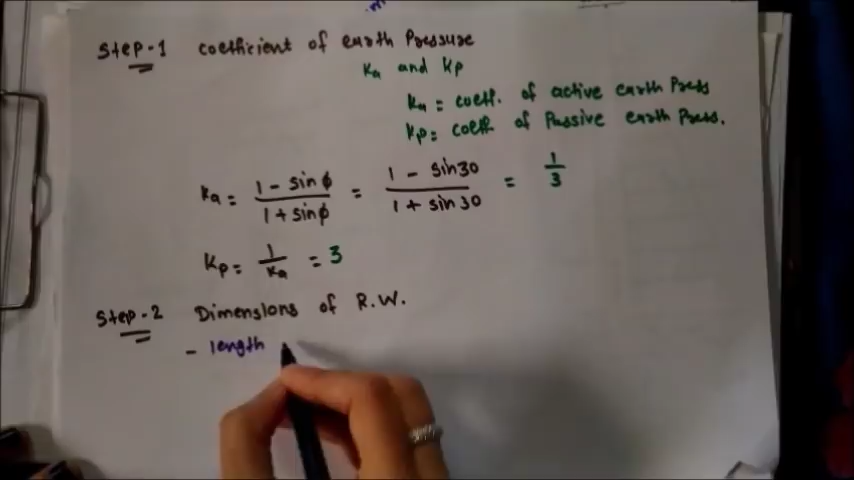 Step-1 coefficient of earth Pressure
Ka and Kp
Ka = coeff. of active earth Press
Kp = coeff of Passive earth Press.
Ka = 1 - sinϕ / 1 + sinϕ = 1 - sin30 / 1 + sin30 = 1/3
Kp = 1/Ka = 3
Step-2 Dimensions of R.W.
- length